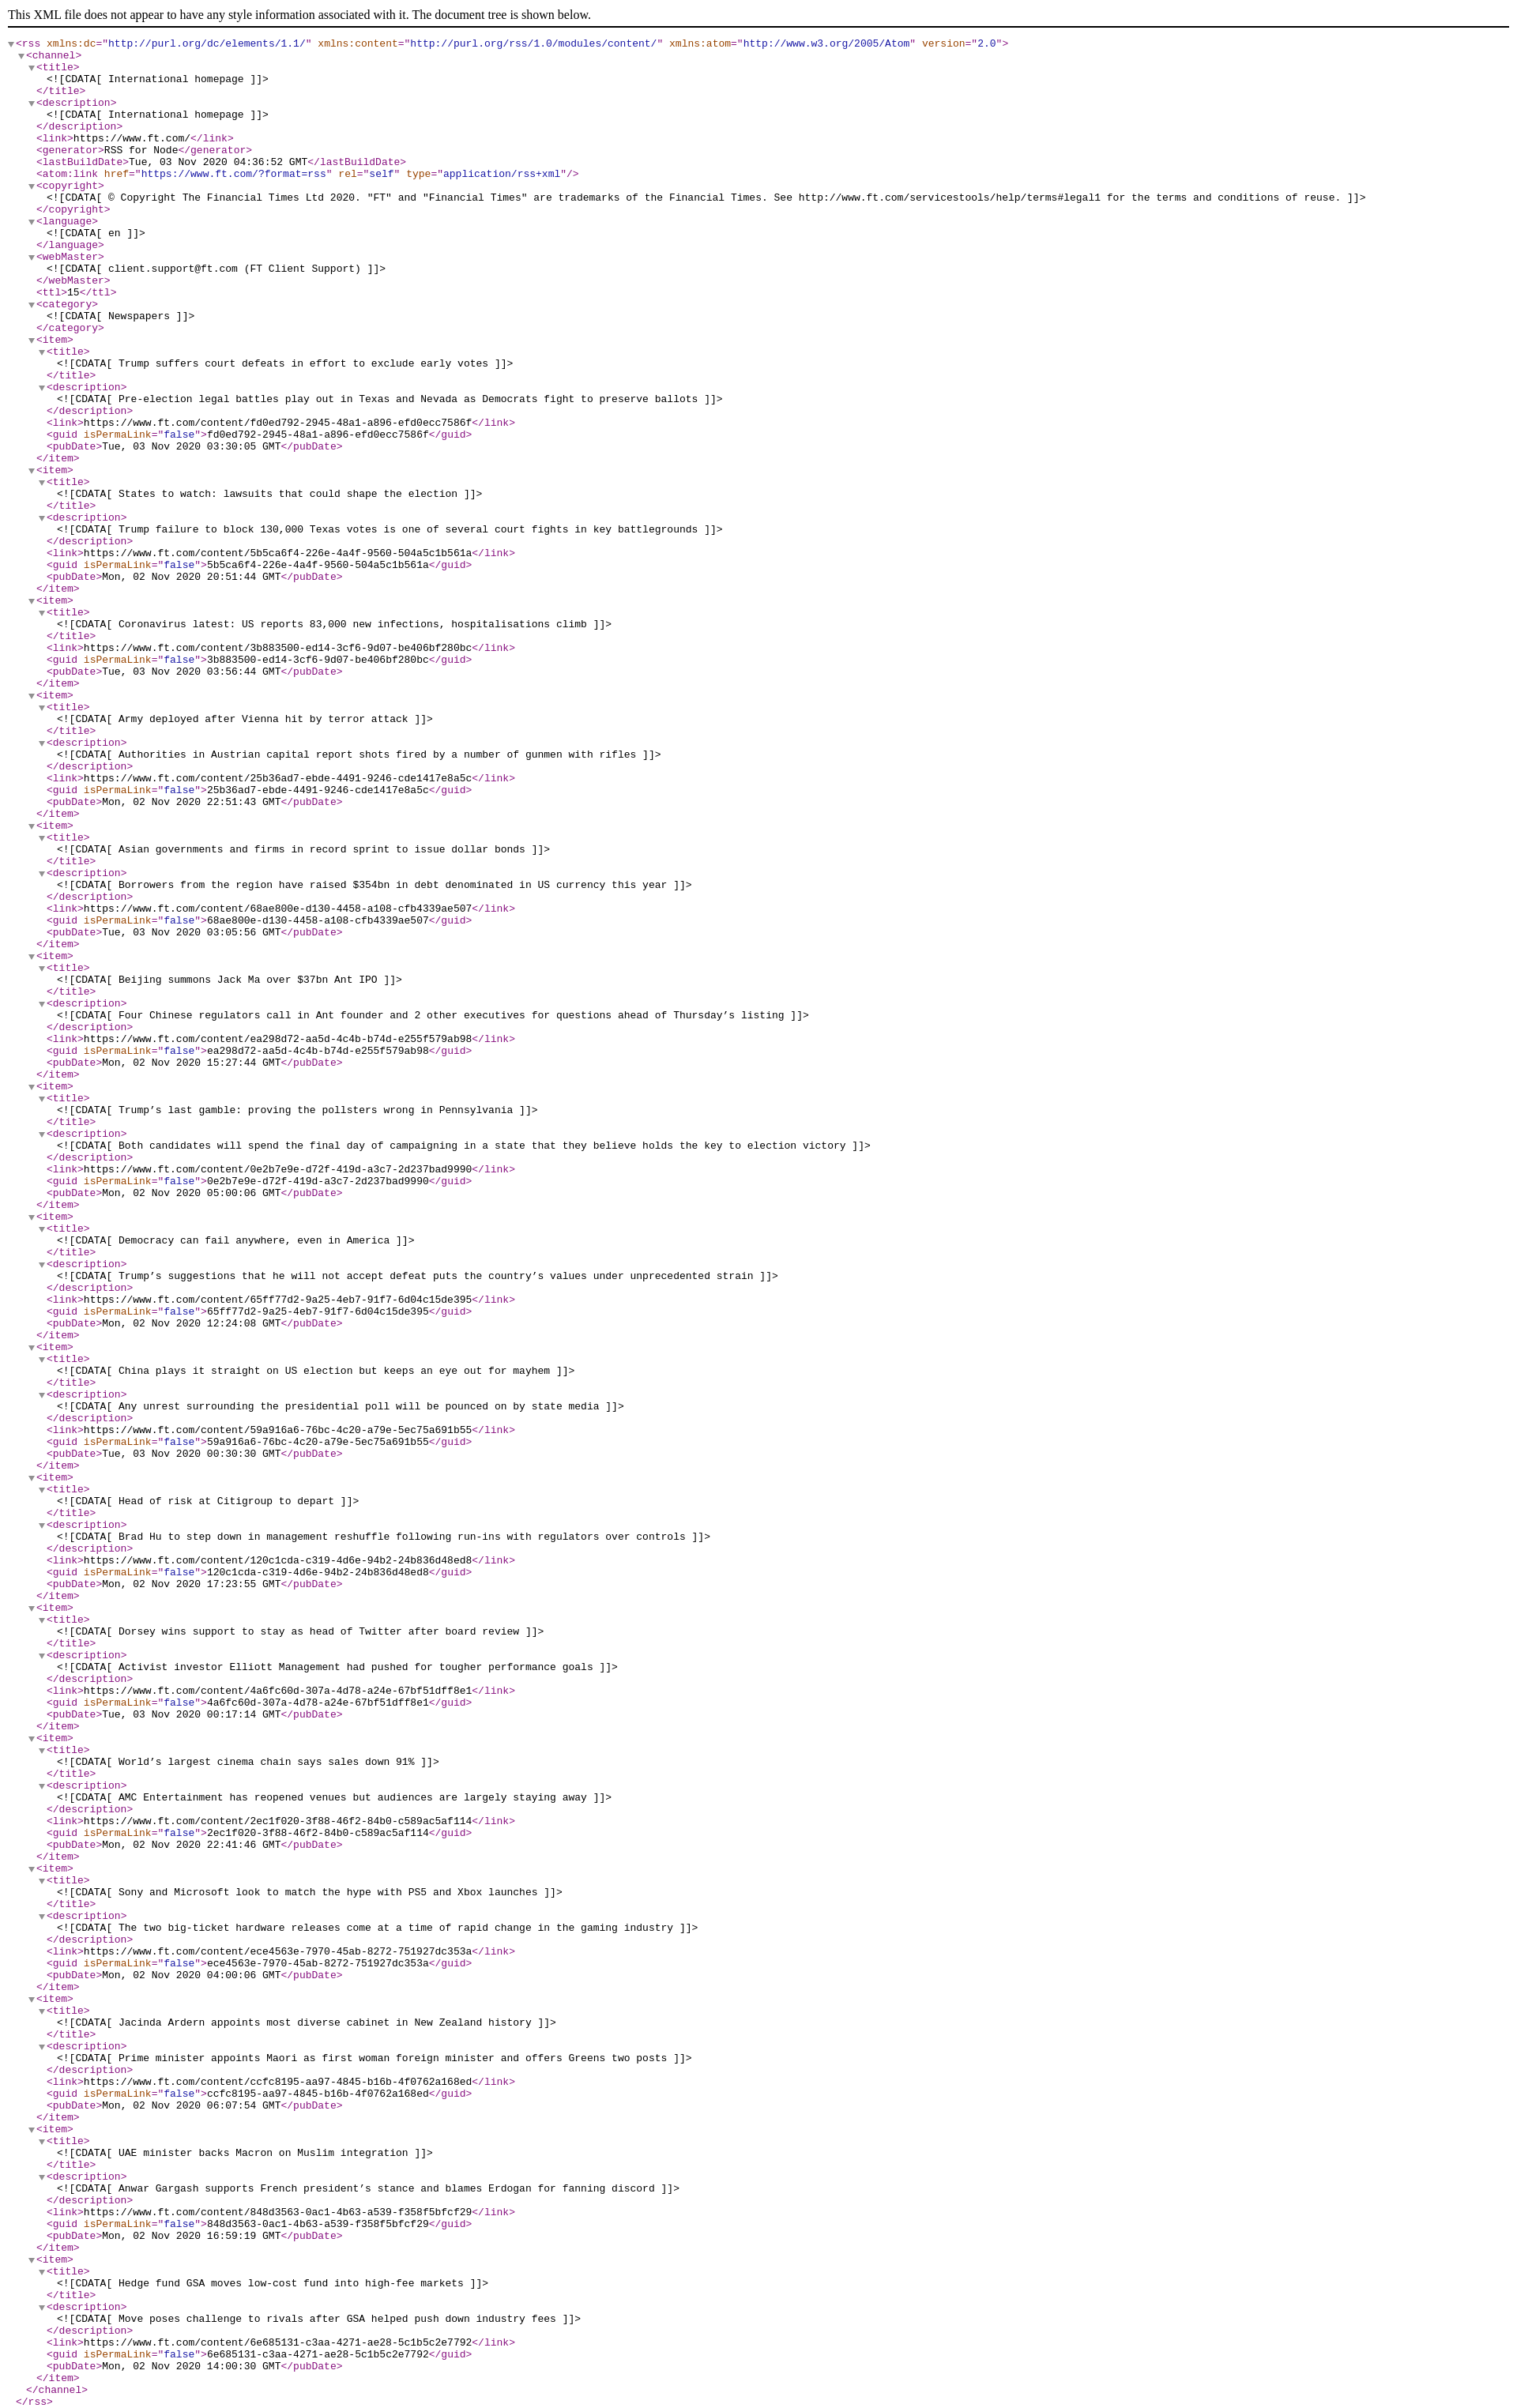 This XML file does not appear to have any style information associated with it. The document tree is shown below.
<rss xmlns:dc="http://purl.org/dc/elements/1.1/" xmlns:content="http://purl.org/rss/1.0/modules/content/" xmlns:atom="http://www.w3.org/2005/Atom" version="2.0">
<channel>
<title>
<![CDATA[ International homepage ]]>
</title>
<description>
<![CDATA[ International homepage ]]>
</description>
<link>https://www.ft.com/</link>
<generator>RSS for Node</generator>
<lastBuildDate>Tue, 03 Nov 2020 04:36:52 GMT</lastBuildDate>
<atom:link href="https://www.ft.com/?format=rss" rel="self" type="application/rss+xml"/>
<copyright>
<![CDATA[ © Copyright The Financial Times Ltd 2020. "FT" and "Financial Times" are trademarks of the Financial Times. See http://www.ft.com/servicestools/help/terms#legal1 for the terms and conditions of reuse. ]]>
</copyright>
<language>
<![CDATA[ en ]]>
</language>
<webMaster>
<![CDATA[ client.support@ft.com (FT Client Support) ]]>
</webMaster>
<ttl>15</ttl>
<category>
<![CDATA[ Newspapers ]]>
</category>
<item>
<title>
<![CDATA[ Trump suffers court defeats in effort to exclude early votes ]]>
</title>
<description>
<![CDATA[ Pre-election legal battles play out in Texas and Nevada as Democrats fight to preserve ballots ]]>
</description>
<link>https://www.ft.com/content/fd0ed792-2945-48a1-a896-efd0ecc7586f</link>
<guid isPermaLink="false">fd0ed792-2945-48a1-a896-efd0ecc7586f</guid>
<pubDate>Tue, 03 Nov 2020 03:30:05 GMT</pubDate>
</item>
<item>
<title>
<![CDATA[ States to watch: lawsuits that could shape the election ]]>
</title>
<description>
<![CDATA[ Trump failure to block 130,000 Texas votes is one of several court fights in key battlegrounds ]]>
</description>
<link>https://www.ft.com/content/5b5ca6f4-226e-4a4f-9560-504a5c1b561a</link>
<guid isPermaLink="false">5b5ca6f4-226e-4a4f-9560-504a5c1b561a</guid>
<pubDate>Mon, 02 Nov 2020 20:51:44 GMT</pubDate>
</item>
<item>
<title>
<![CDATA[ Coronavirus latest: US reports 83,000 new infections, hospitalisations climb ]]>
</title>
<link>https://www.ft.com/content/3b883500-ed14-3cf6-9d07-be406bf280bc</link>
<guid isPermaLink="false">3b883500-ed14-3cf6-9d07-be406bf280bc</guid>
<pubDate>Tue, 03 Nov 2020 03:56:44 GMT</pubDate>
</item>
<item>
<title>
<![CDATA[ Army deployed after Vienna hit by terror attack ]]>
</title>
<description>
<![CDATA[ Authorities in Austrian capital report shots fired by a number of gunmen with rifles ]]>
</description>
<link>https://www.ft.com/content/25b36ad7-ebde-4491-9246-cde1417e8a5c</link>
<guid isPermaLink="false">25b36ad7-ebde-4491-9246-cde1417e8a5c</guid>
<pubDate>Mon, 02 Nov 2020 22:51:43 GMT</pubDate>
</item>
<item>
<title>
<![CDATA[ Asian governments and firms in record sprint to issue dollar bonds ]]>
</title>
<description>
<![CDATA[ Borrowers from the region have raised $354bn in debt denominated in US currency this year ]]>
</description>
<link>https://www.ft.com/content/68ae800e-d130-4458-a108-cfb4339ae507</link>
<guid isPermaLink="false">68ae800e-d130-4458-a108-cfb4339ae507</guid>
<pubDate>Tue, 03 Nov 2020 03:05:56 GMT</pubDate>
</item>
<item>
<title>
<![CDATA[ Beijing summons Jack Ma over $37bn Ant IPO ]]>
</title>
<description>
<![CDATA[ Four Chinese regulators call in Ant founder and 2 other executives for questions ahead of Thursday’s listing ]]>
</description>
<link>https://www.ft.com/content/ea298d72-aa5d-4c4b-b74d-e255f579ab98</link>
<guid isPermaLink="false">ea298d72-aa5d-4c4b-b74d-e255f579ab98</guid>
<pubDate>Mon, 02 Nov 2020 15:27:44 GMT</pubDate>
</item>
<item>
<title>
<![CDATA[ Trump’s last gamble: proving the pollsters wrong in Pennsylvania ]]>
</title>
<description>
<![CDATA[ Both candidates will spend the final day of campaigning in a state that they believe holds the key to election victory ]]>
</description>
<link>https://www.ft.com/content/0e2b7e9e-d72f-419d-a3c7-2d237bad9990</link>
<guid isPermaLink="false">0e2b7e9e-d72f-419d-a3c7-2d237bad9990</guid>
<pubDate>Mon, 02 Nov 2020 05:00:06 GMT</pubDate>
</item>
<item>
<title>
<![CDATA[ Democracy can fail anywhere, even in America ]]>
</title>
<description>
<![CDATA[ Trump’s suggestions that he will not accept defeat puts the country’s values under unprecedented strain ]]>
</description>
<link>https://www.ft.com/content/65ff77d2-9a25-4eb7-91f7-6d04c15de395</link>
<guid isPermaLink="false">65ff77d2-9a25-4eb7-91f7-6d04c15de395</guid>
<pubDate>Mon, 02 Nov 2020 12:24:08 GMT</pubDate>
</item>
<item>
<title>
<![CDATA[ China plays it straight on US election but keeps an eye out for mayhem ]]>
</title>
<description>
<![CDATA[ Any unrest surrounding the presidential poll will be pounced on by state media ]]>
</description>
<link>https://www.ft.com/content/59a916a6-76bc-4c20-a79e-5ec75a691b55</link>
<guid isPermaLink="false">59a916a6-76bc-4c20-a79e-5ec75a691b55</guid>
<pubDate>Tue, 03 Nov 2020 00:30:30 GMT</pubDate>
</item>
<item>
<title>
<![CDATA[ Head of risk at Citigroup to depart ]]>
</title>
<description>
<![CDATA[ Brad Hu to step down in management reshuffle following run-ins with regulators over controls ]]>
</description>
<link>https://www.ft.com/content/120c1cda-c319-4d6e-94b2-24b836d48ed8</link>
<guid isPermaLink="false">120c1cda-c319-4d6e-94b2-24b836d48ed8</guid>
<pubDate>Mon, 02 Nov 2020 17:23:55 GMT</pubDate>
</item>
<item>
<title>
<![CDATA[ Dorsey wins support to stay as head of Twitter after board review ]]>
</title>
<description>
<![CDATA[ Activist investor Elliott Management had pushed for tougher performance goals ]]>
</description>
<link>https://www.ft.com/content/4a6fc60d-307a-4d78-a24e-67bf51dff8e1</link>
<guid isPermaLink="false">4a6fc60d-307a-4d78-a24e-67bf51dff8e1</guid>
<pubDate>Tue, 03 Nov 2020 00:17:14 GMT</pubDate>
</item>
<item>
<title>
<![CDATA[ World’s largest cinema chain says sales down 91% ]]>
</title>
<description>
<![CDATA[ AMC Entertainment has reopened venues but audiences are largely staying away ]]>
</description>
<link>https://www.ft.com/content/2ec1f020-3f88-46f2-84b0-c589ac5af114</link>
<guid isPermaLink="false">2ec1f020-3f88-46f2-84b0-c589ac5af114</guid>
<pubDate>Mon, 02 Nov 2020 22:41:46 GMT</pubDate>
</item>
<item>
<title>
<![CDATA[ Sony and Microsoft look to match the hype with PS5 and Xbox launches ]]>
</title>
<description>
<![CDATA[ The two big-ticket hardware releases come at a time of rapid change in the gaming industry ]]>
</description>
<link>https://www.ft.com/content/ece4563e-7970-45ab-8272-751927dc353a</link>
<guid isPermaLink="false">ece4563e-7970-45ab-8272-751927dc353a</guid>
<pubDate>Mon, 02 Nov 2020 04:00:06 GMT</pubDate>
</item>
<item>
<title>
<![CDATA[ Jacinda Ardern appoints most diverse cabinet in New Zealand history ]]>
</title>
<description>
<![CDATA[ Prime minister appoints Maori as first woman foreign minister and offers Greens two posts ]]>
</description>
<link>https://www.ft.com/content/ccfc8195-aa97-4845-b16b-4f0762a168ed</link>
<guid isPermaLink="false">ccfc8195-aa97-4845-b16b-4f0762a168ed</guid>
<pubDate>Mon, 02 Nov 2020 06:07:54 GMT</pubDate>
</item>
<item>
<title>
<![CDATA[ UAE minister backs Macron on Muslim integration ]]>
</title>
<description>
<![CDATA[ Anwar Gargash supports French president’s stance and blames Erdogan for fanning discord ]]>
</description>
<link>https://www.ft.com/content/848d3563-0ac1-4b63-a539-f358f5bfcf29</link>
<guid isPermaLink="false">848d3563-0ac1-4b63-a539-f358f5bfcf29</guid>
<pubDate>Mon, 02 Nov 2020 16:59:19 GMT</pubDate>
</item>
<item>
<title>
<![CDATA[ Hedge fund GSA moves low-cost fund into high-fee markets ]]>
</title>
<description>
<![CDATA[ Move poses challenge to rivals after GSA helped push down industry fees ]]>
</description>
<link>https://www.ft.com/content/6e685131-c3aa-4271-ae28-5c1b5c2e7792</link>
<guid isPermaLink="false">6e685131-c3aa-4271-ae28-5c1b5c2e7792</guid>
<pubDate>Mon, 02 Nov 2020 14:00:30 GMT</pubDate>
</item>
</channel>
</rss>